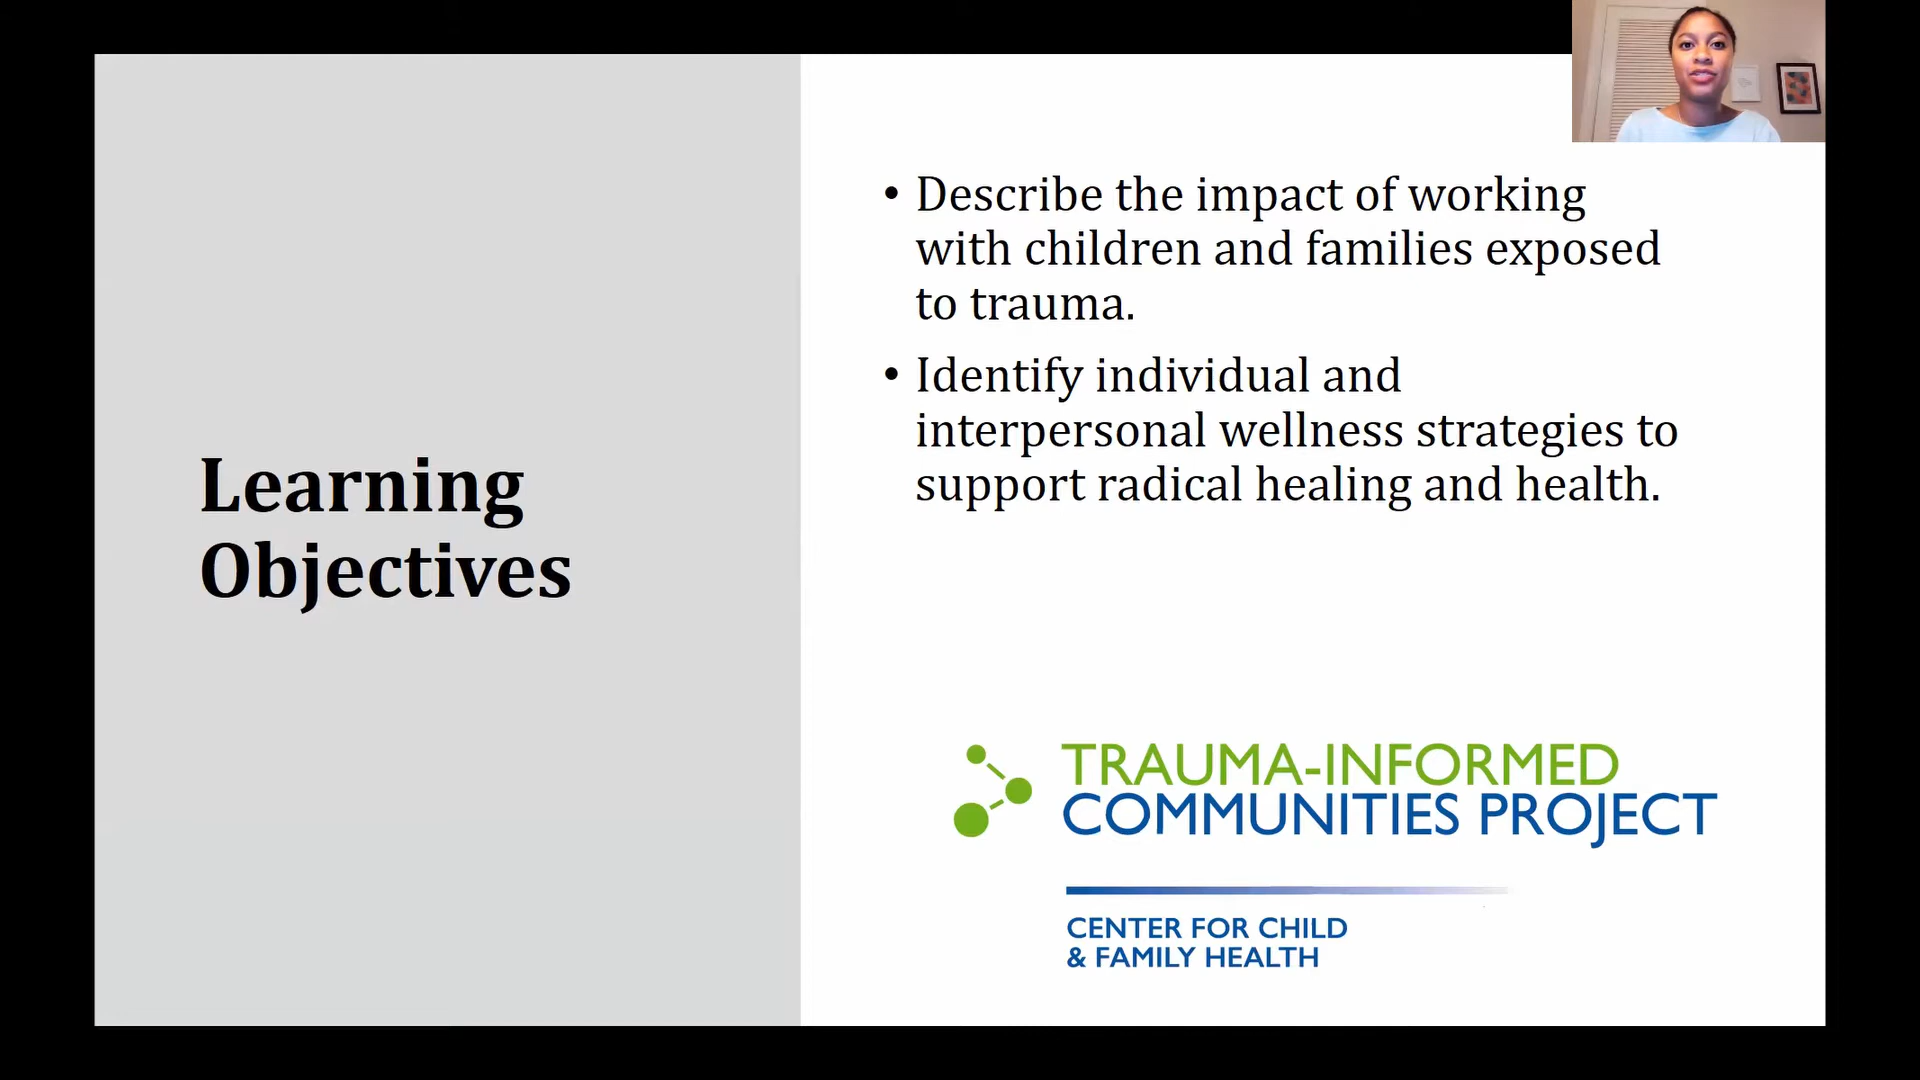 Learning
Objectives
• Describe the impact of working
with children and families exposed
to trauma.
• Identify individual and
interpersonal wellness strategies to
support radical healing and health.
TRAUMA-INFORMED
COMMUNITIES PROJECT
CENTER FOR CHILD
& FAMILY HEALTH